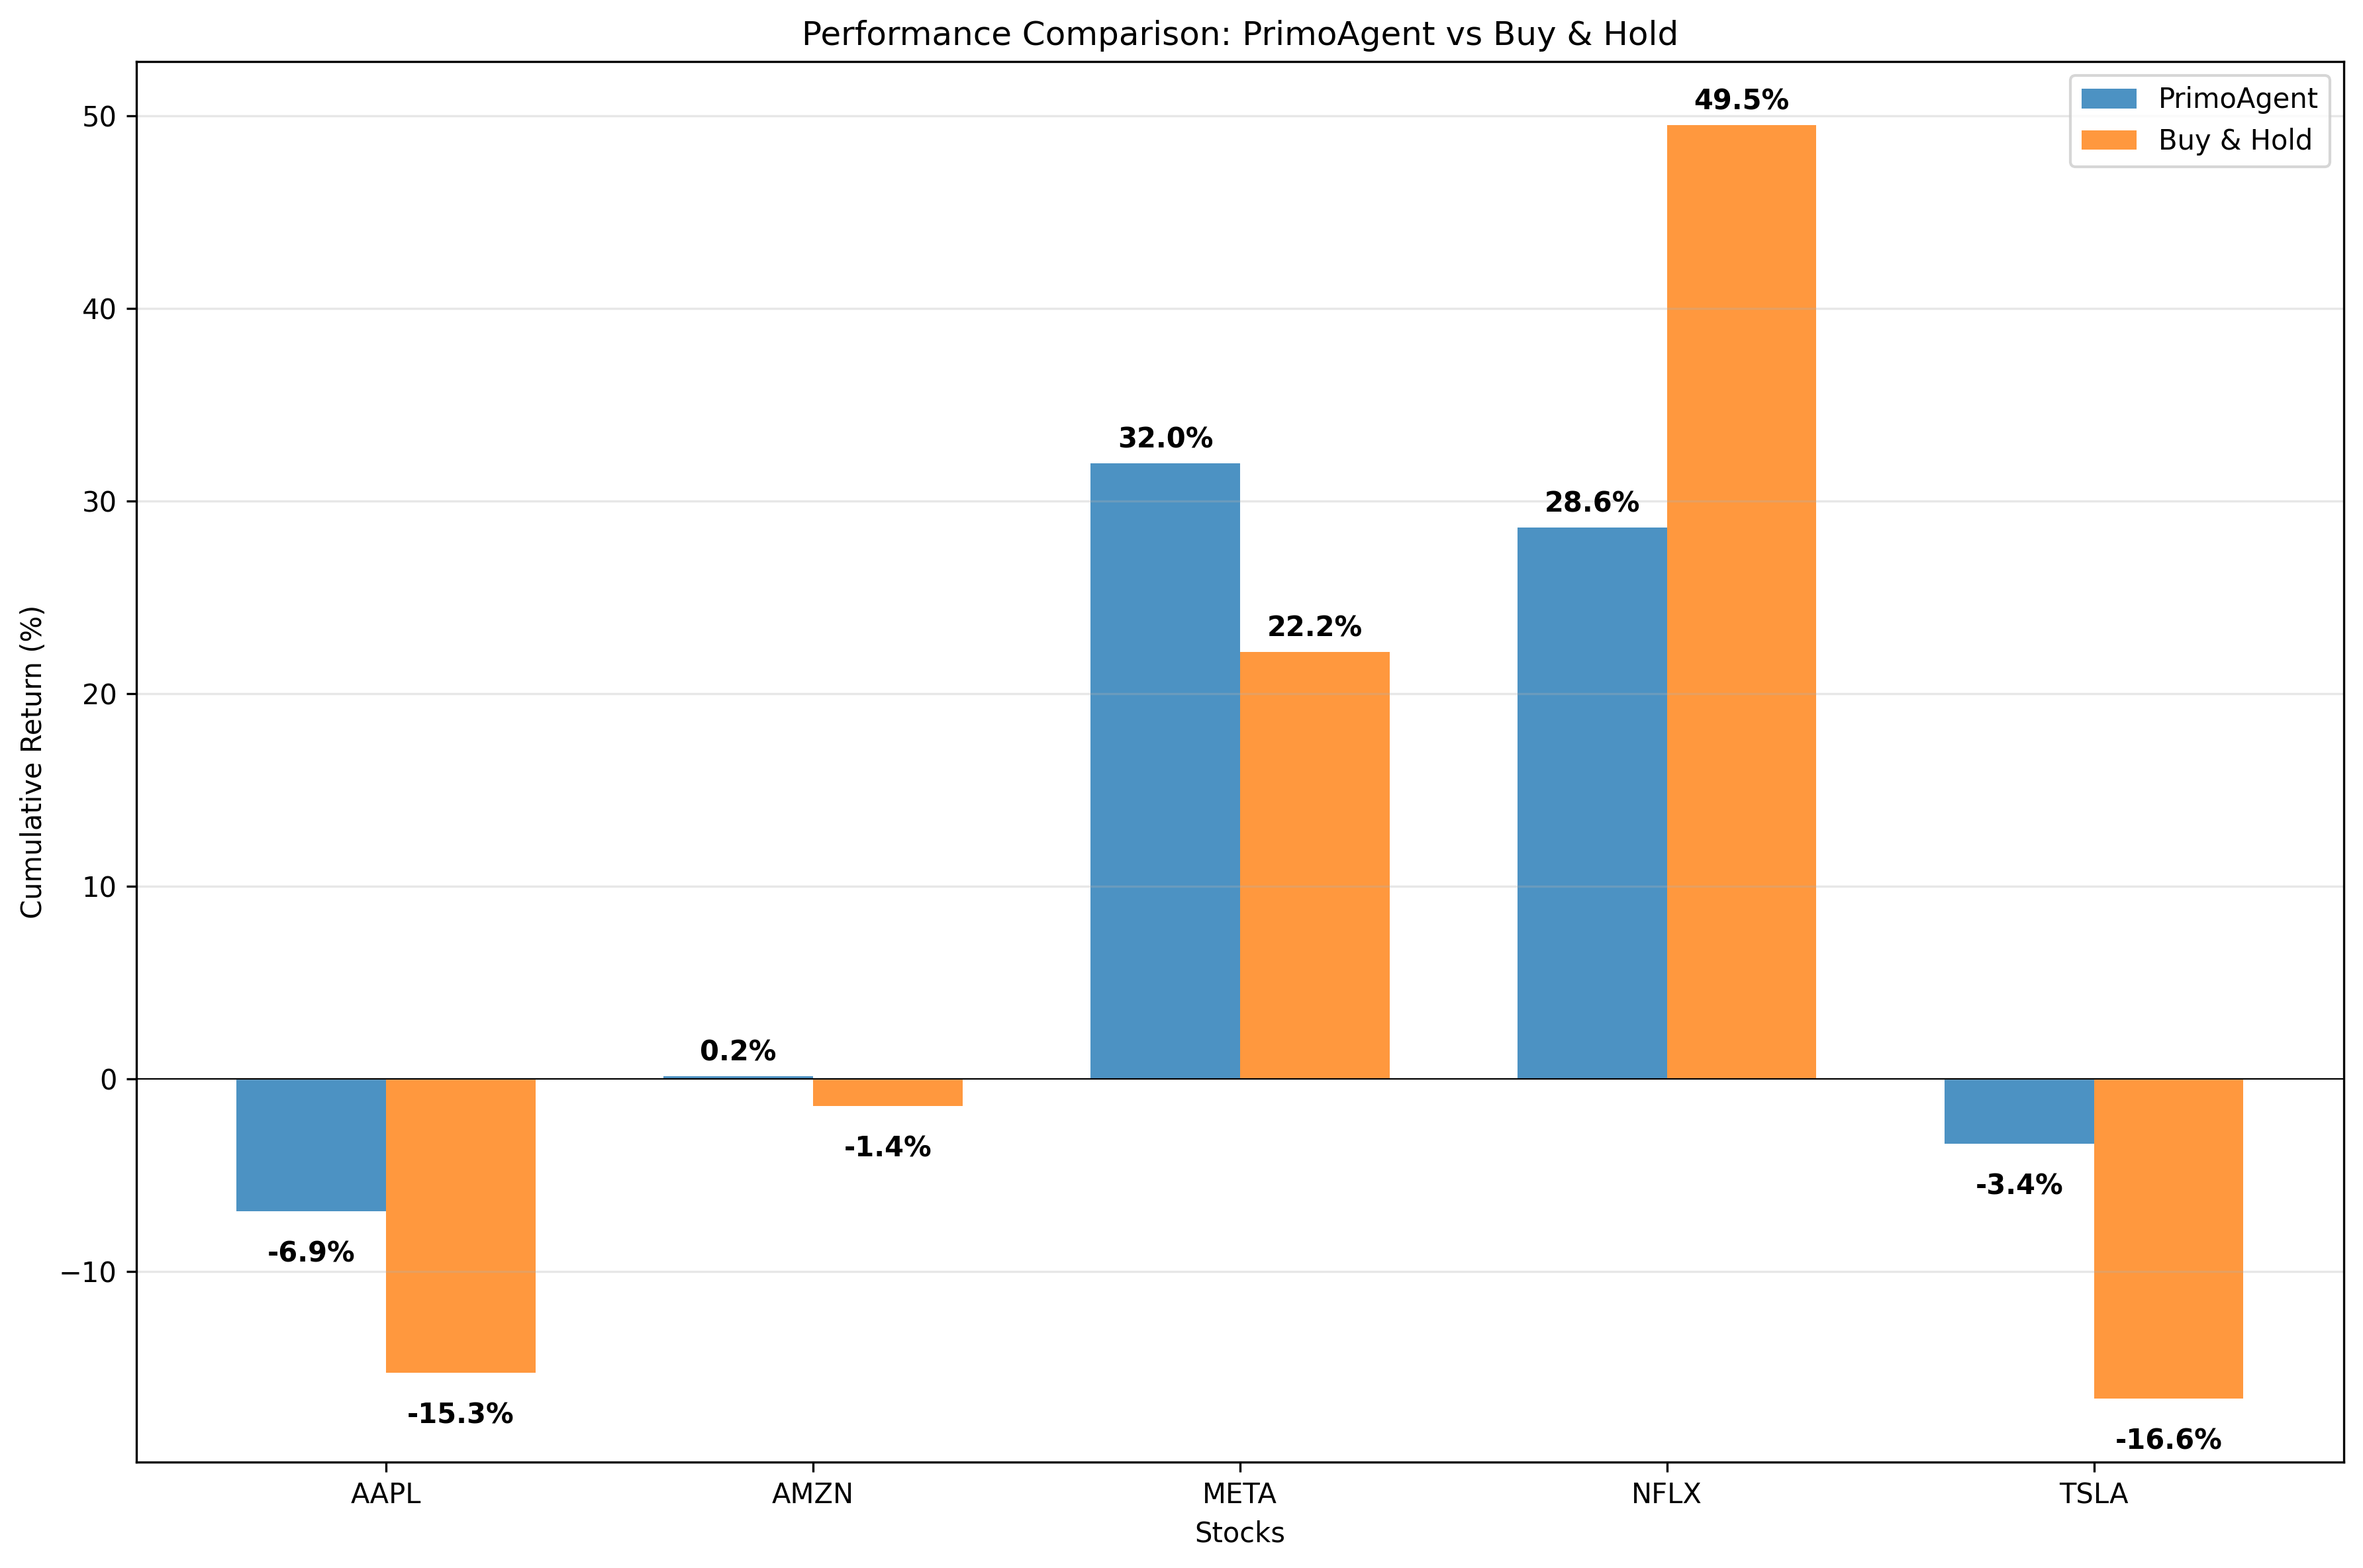 Performance Comparison: PrimoAgent vs Buy & Hold
PrimoAgent
Buy & Hold
Cumulative Return (%)
50
40
30
20
10
0
−10
49.5%
32.0%
28.6%
22.2%
0.2%
-1.4%
-3.4%
-6.9%
-15.3%
-16.6%
AAPL
AMZN
META
NFLX
TSLA
Stocks